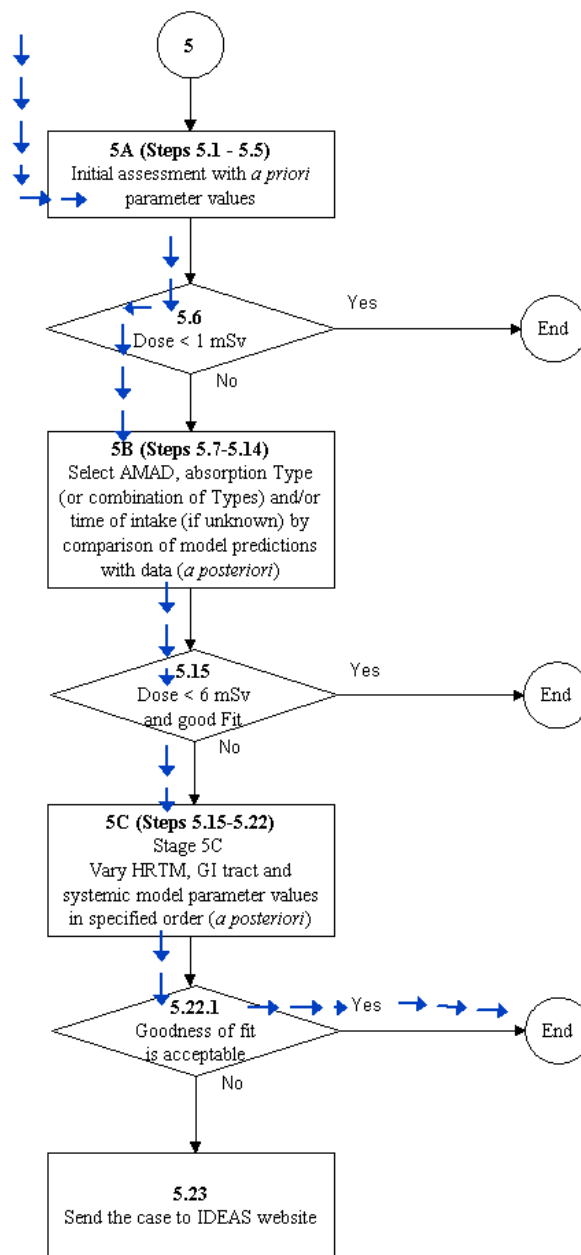 5
5A (Steps 5.1 - 5.5)
Initial assessment with a priori
parameter values
5.6
Dose < 1 mSv
Yes
End
No
5B (Steps 5.7-5.14)
Select AMAD, absorption Type
(or combination of Types) and/or
time of intake (if unknown) by
comparison of model predictions
with data (a posteriori)
5.15
Dose < 6 mSv
and good Fit
Yes
End
No
5C (Steps 5.15-5.22)
Stage 5C
Vary HRTM, GI tract and
systemic model parameter values
in specified order (a posteriori)
5.22.1
Goodness of fit
is acceptable
Yes
End
No
5.23
Send the case to IDEAS website